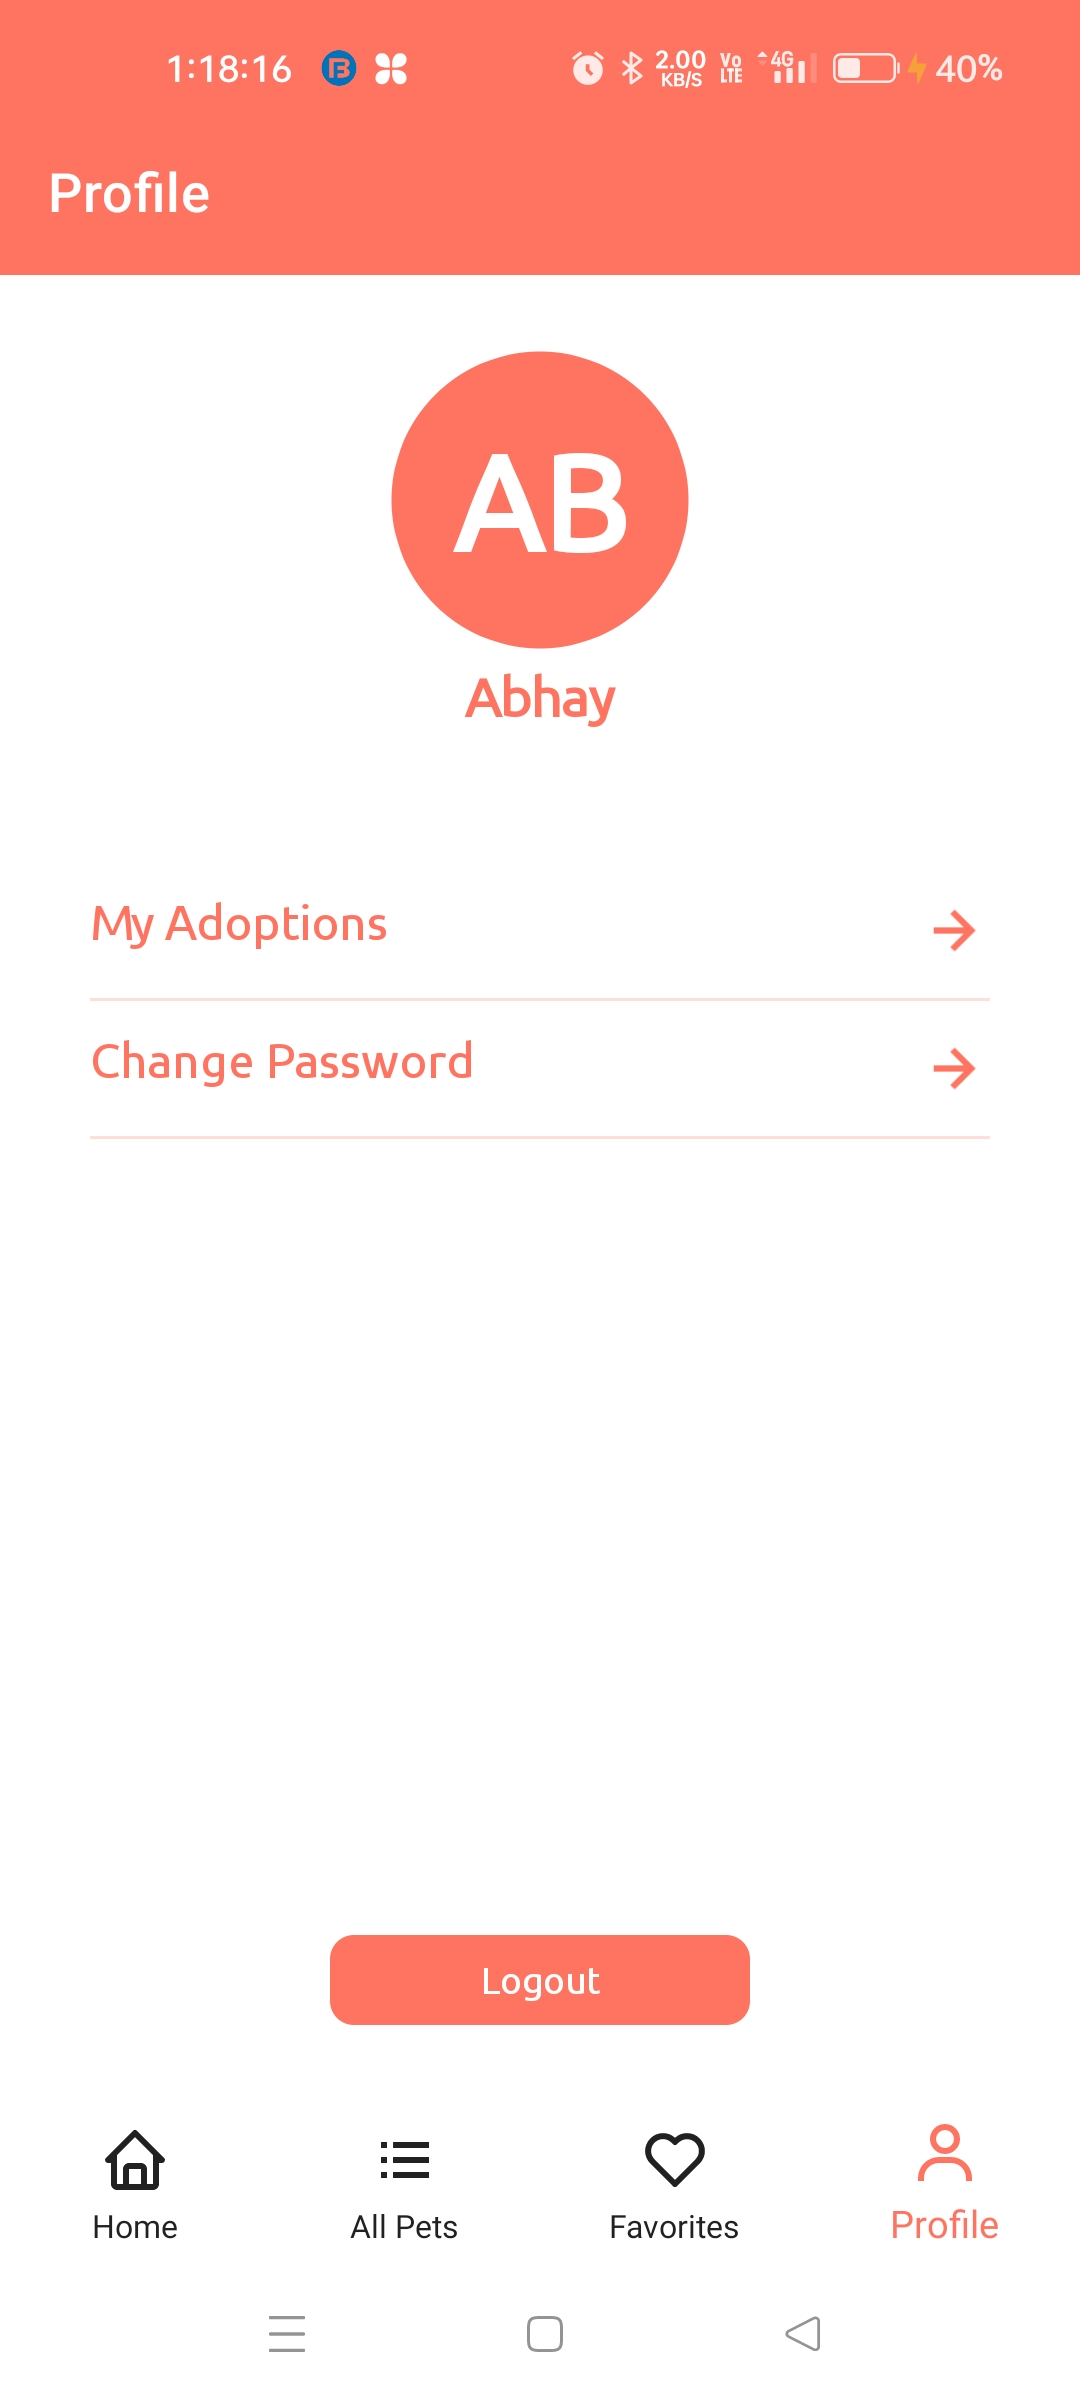 1:18:16 2.00 KB/S Vo LTE 4G 40%
Profile
AB
Abhay
My Adoptions
Change Password
Logout
Home All Pets Favorites Profile